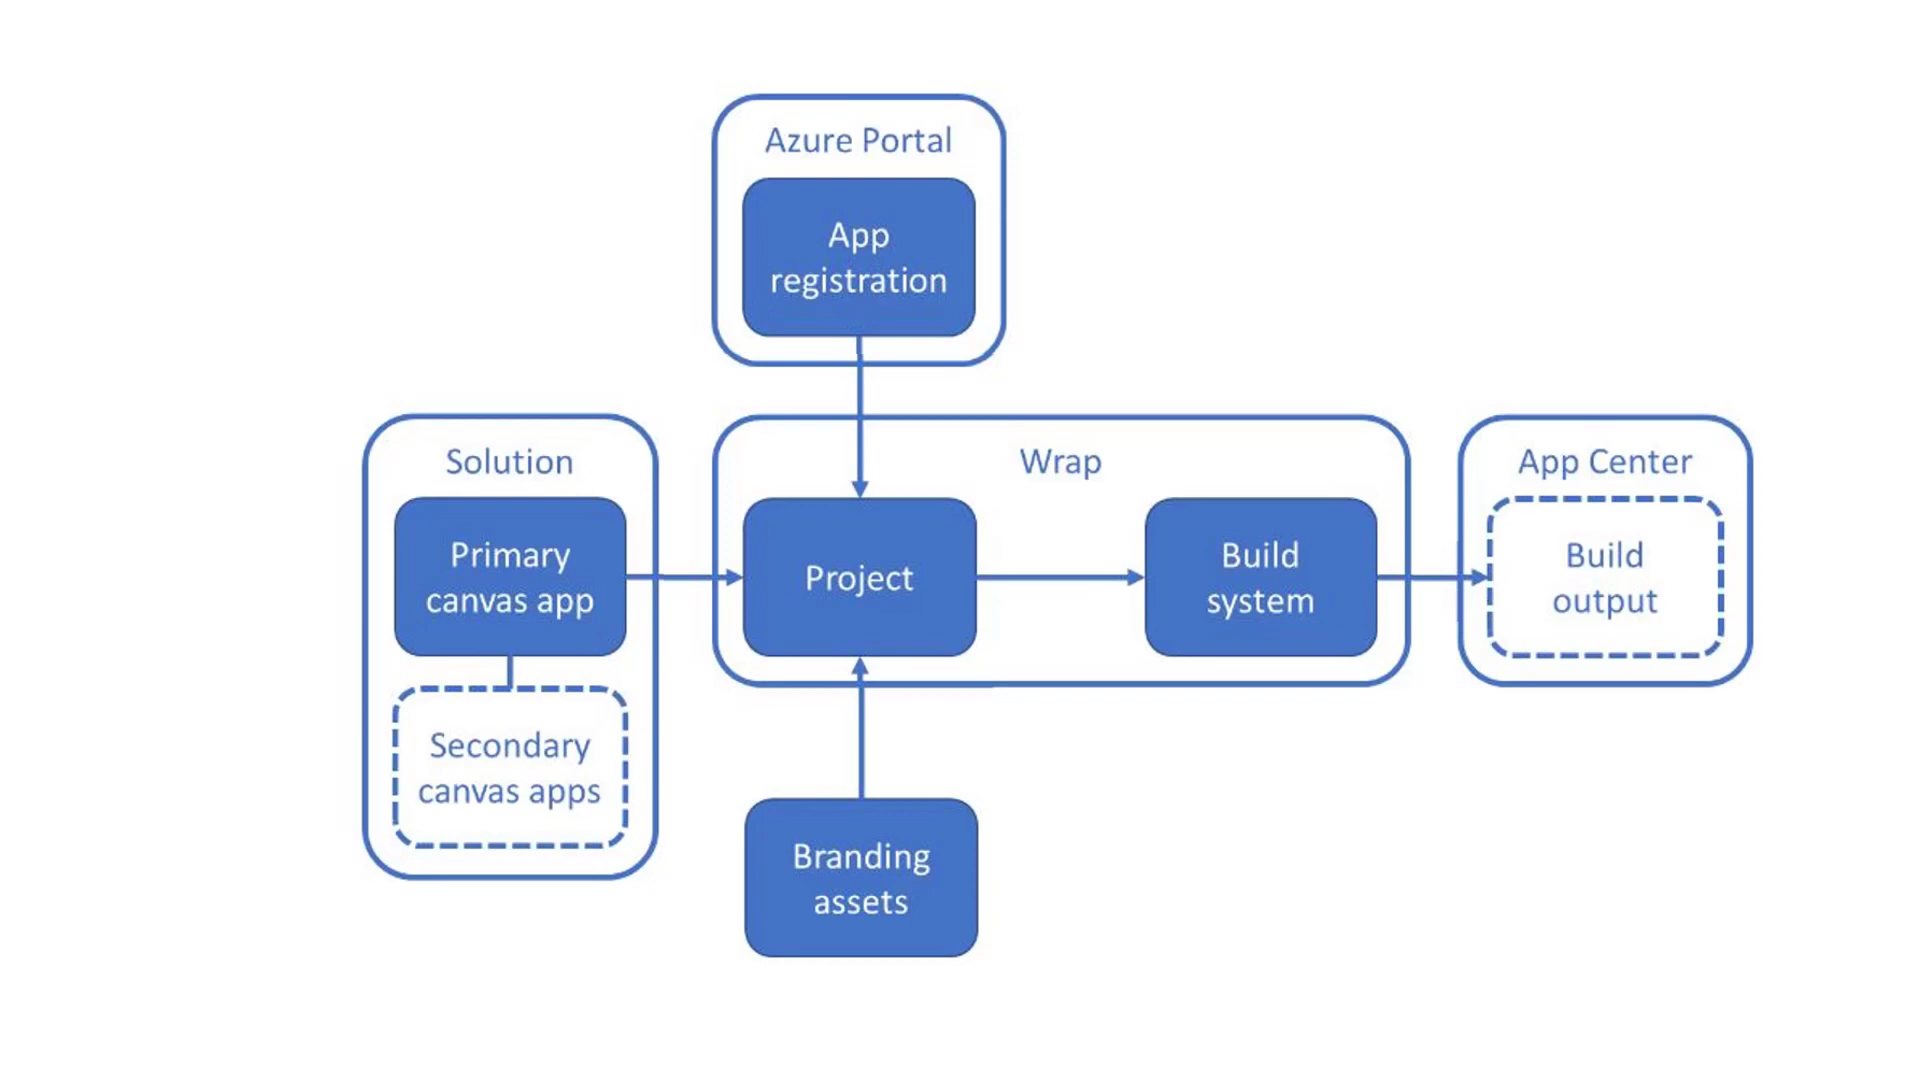 Azure Portal
App
registration
Solution
Primary
canvas app
Secondary
canvas apps
Wrap
Project
Build
system
App Center
Build
output
Branding
assets